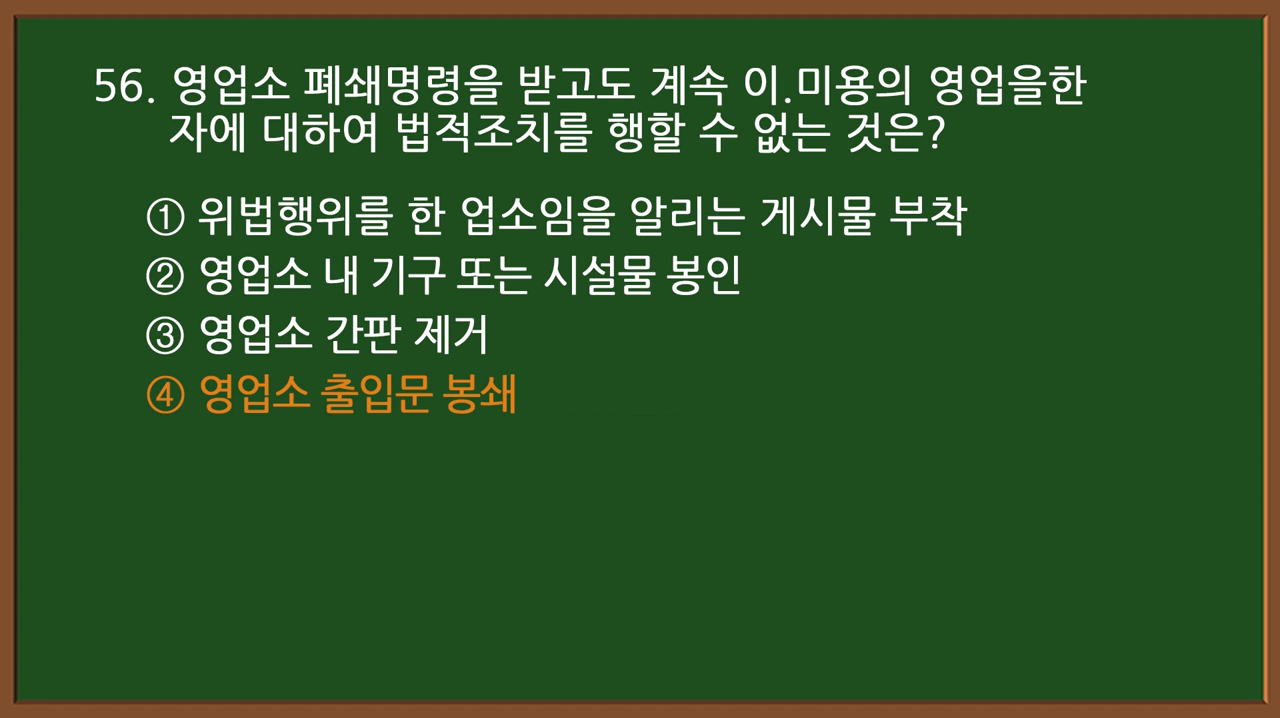 56. 영업소 폐쇄명령을 받고도 계속 이.미용의 영업을한
자에 대하여 법적조치를 행할 수 없는 것은?
① 위법행위를 한 업소임을 알리는 게시물 부착
② 영업소 내 기구 또는 시설물 봉인
③ 영업소 간판 제거
④ 영업소 출입문 봉쇄